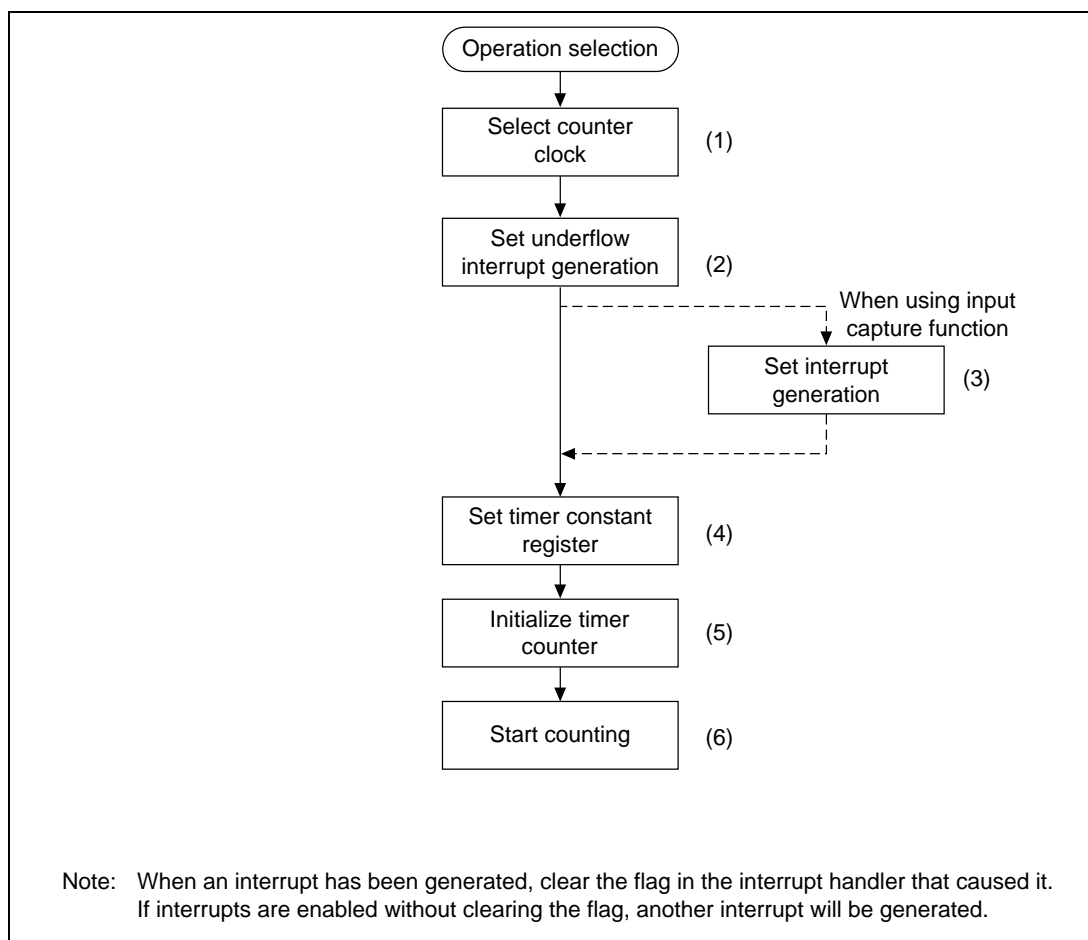 Operation selection
Select counter
clock
(1)
Set underflow
interrupt generation
(2)
When using input
capture function
Set interrupt
generation
(3)
Set timer constant
register
(4)
Initialize timer
counter
(5)
Start counting
(6)
Note: When an interrupt has been generated, clear the flag in the interrupt handler that caused it.
If interrupts are enabled without clearing the flag, another interrupt will be generated.